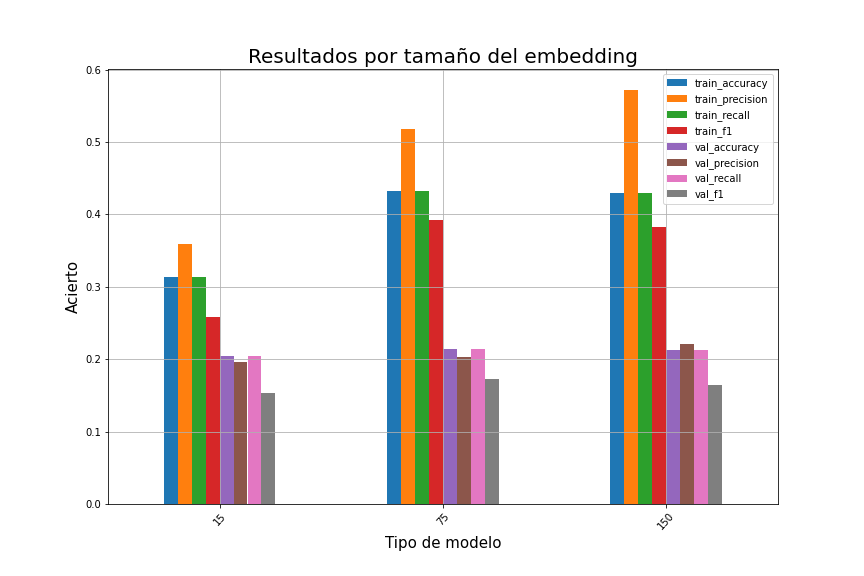 Resultados por tamaño del embedding
train_accuracy
train_precision
train_recall
train_f1
val_accuracy
val_precision
val_recall
val_f1
0.6
0.5
0.4
0.3
0.2
0.1
0.0
Acierto
15
75
150
Tipo de modelo